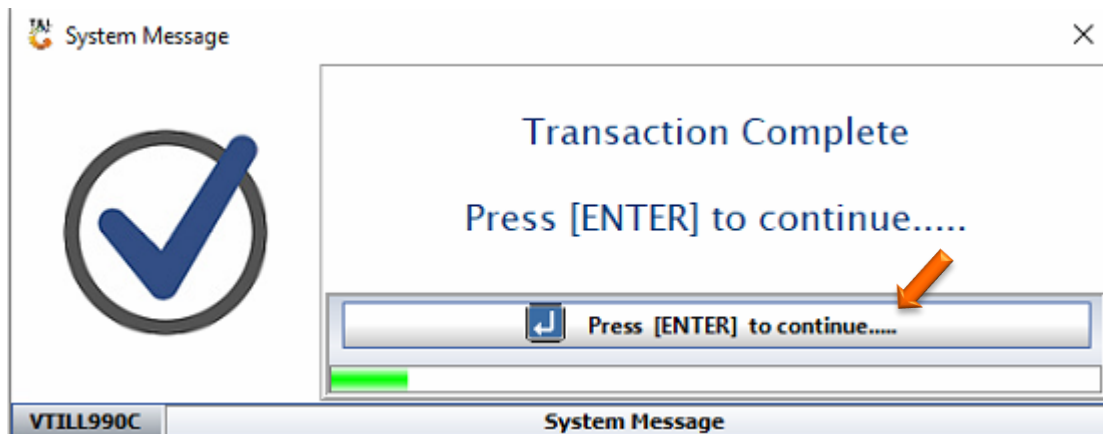 System Message
Transaction Complete
Press [ENTER] to continue.....
Press [ENTER] to continue.....
VTILL990C
System Message